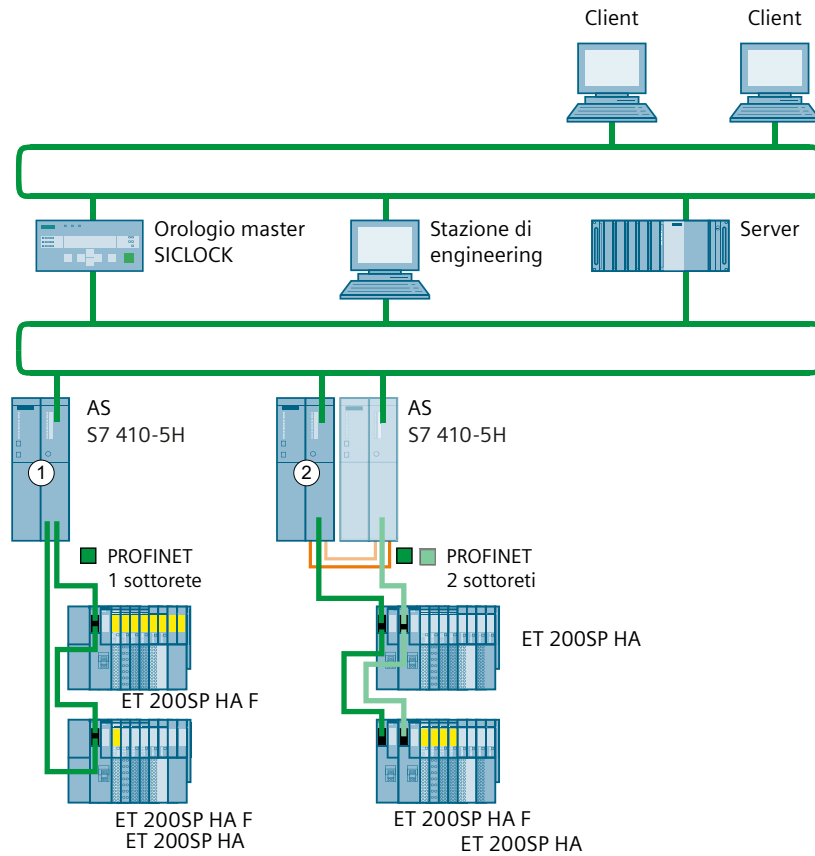 Client
Client
Orologio master
SICLOCK
Stazione di
engineering
Server
AS
S7 410-5H
AS
S7 410-5H
1
2
PROFINET
1 sottorete
PROFINET
2 sottoreti
ET 200SP HA
ET 200SP HA F
ET 200SP HA F
ET 200SP HA
ET 200SP HA F
ET 200SP HA